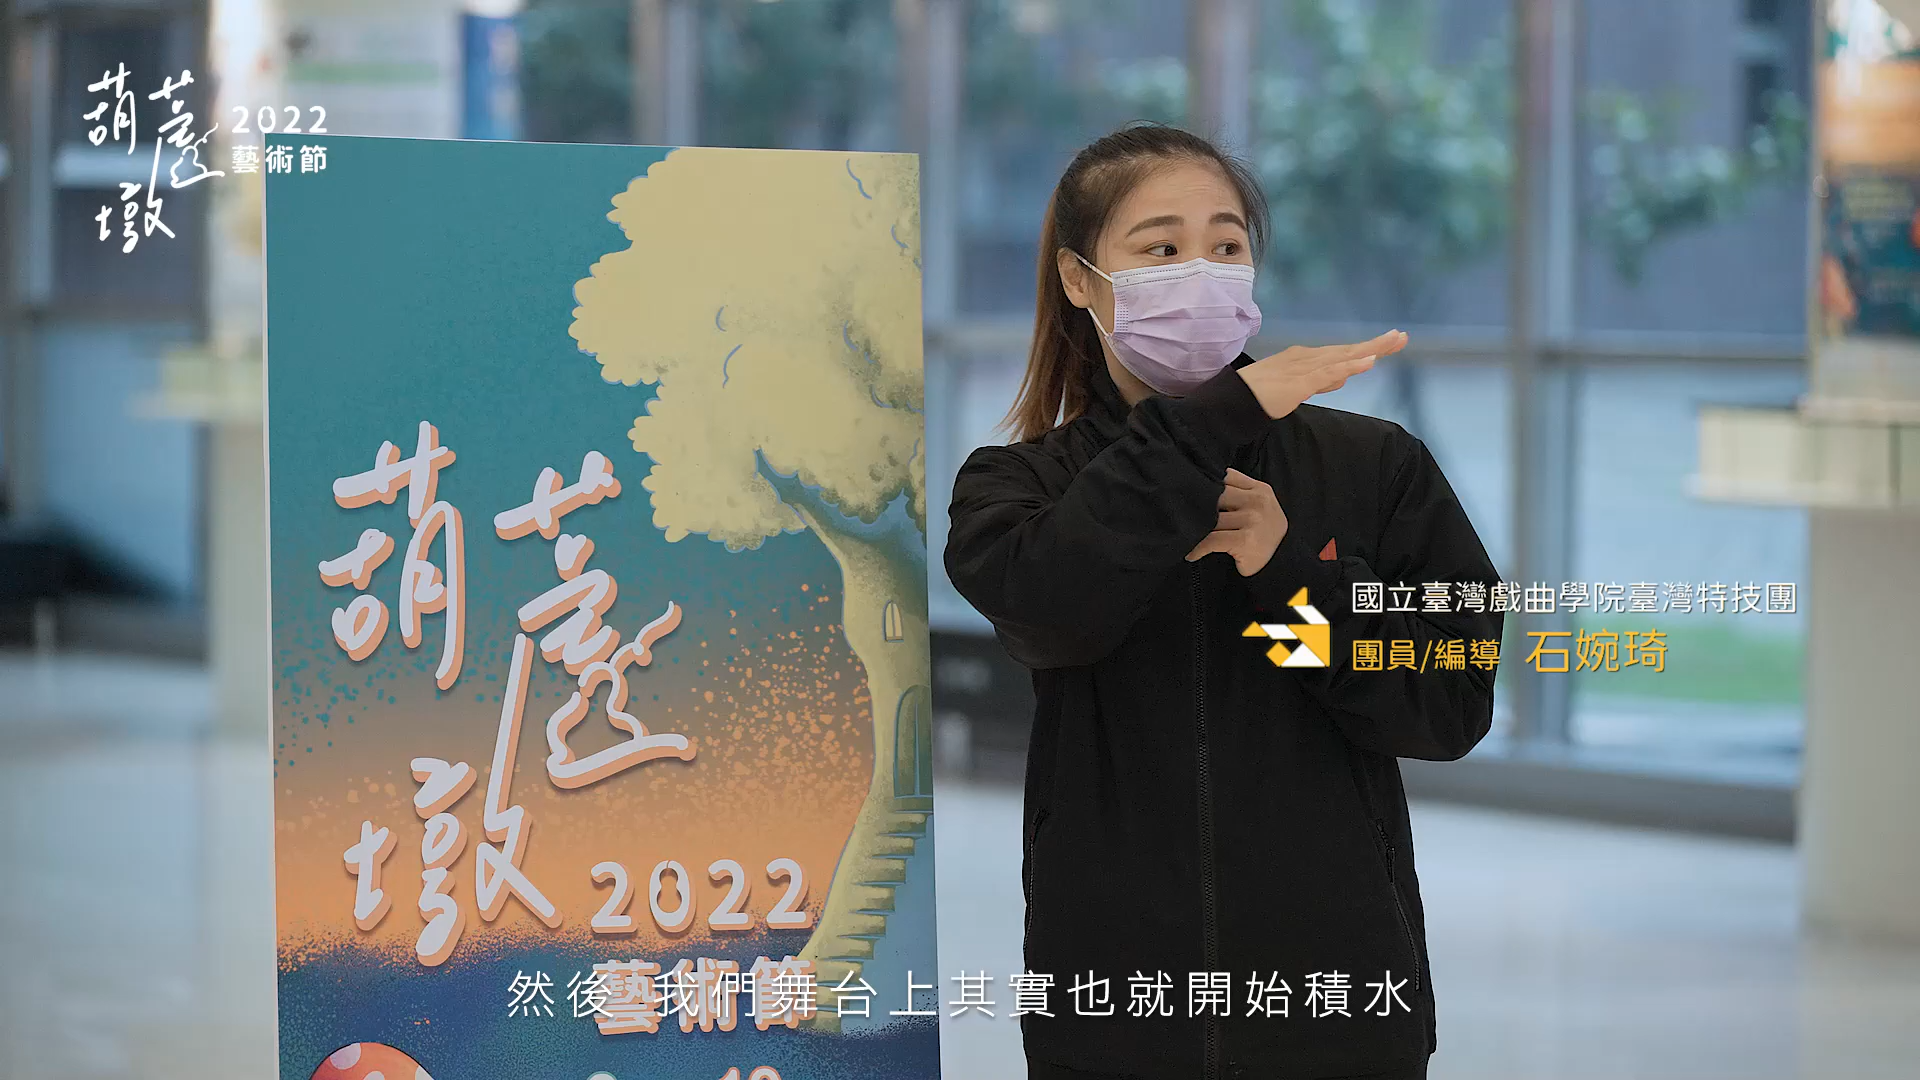 葫蘆墩
2022
藝術節
葫蘆墩
2022
藝術節
國立臺灣戲曲學院臺灣特技團
團員/編導 石婉琦
然後 我們舞台上其實也就開始積水